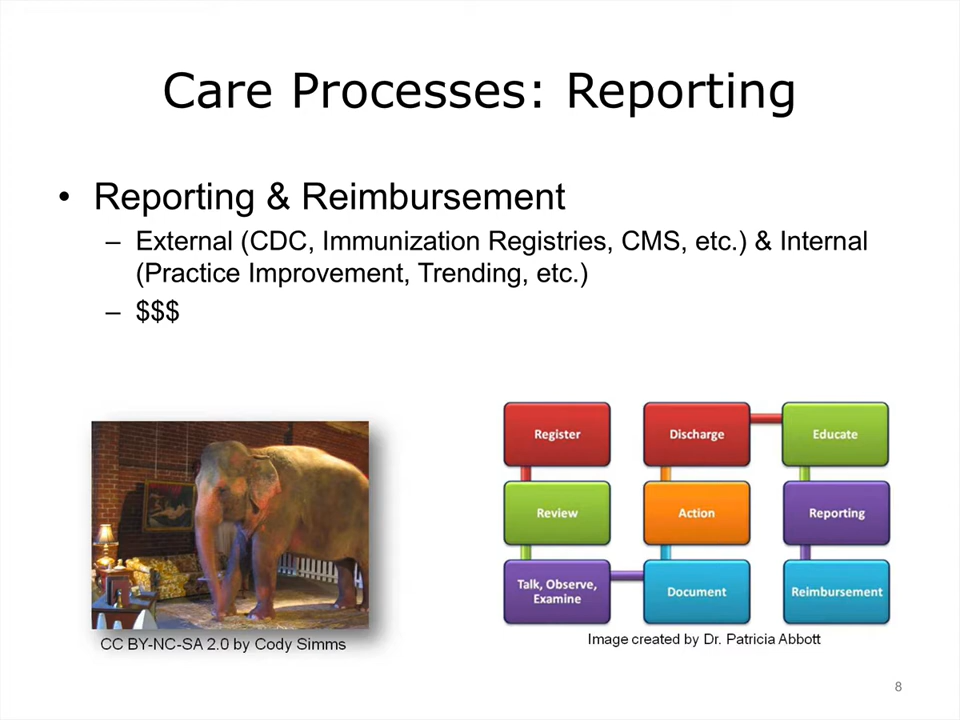 Care Processes: Reporting
• Reporting & Reimbursement
– External (CDC, Immunization Registries, CMS, etc.) & Internal
(Practice Improvement, Trending, etc.)
– $$$
CC BY-NC-SA 2.0 by Cody Simms
Register
Review
Talk, Observe,
Examine
Document
Action
Discharge
Educate
Reporting
Reimbursement
Image created by Dr. Patricia Abbott
8